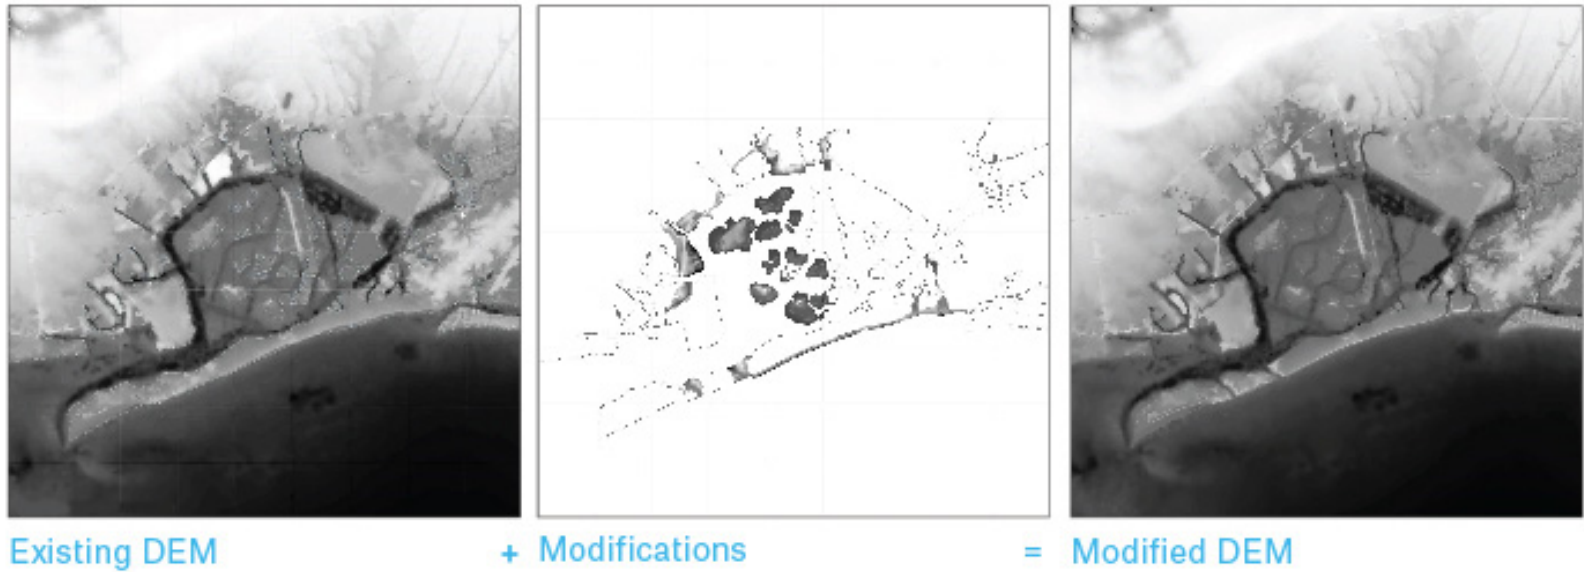 Existing DEM + Modifications = Modified DEM